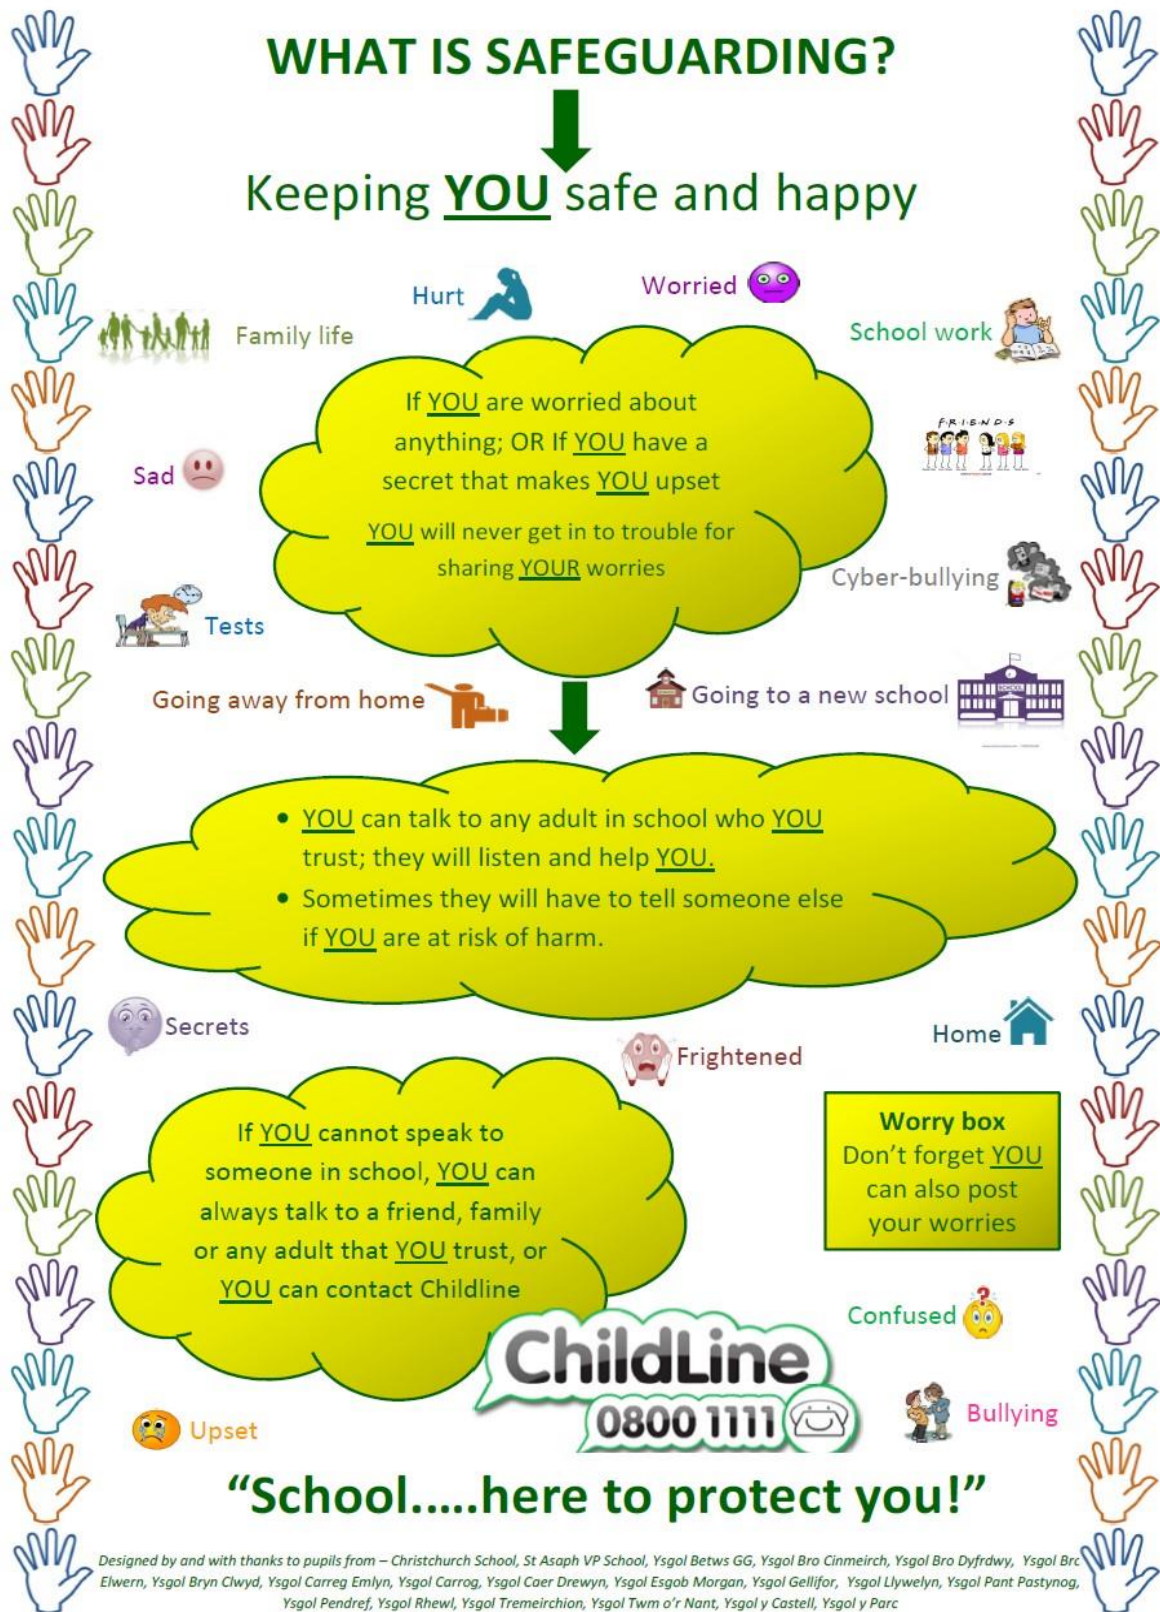 WHAT IS SAFEGUARDING?
Keeping YOU safe and happy
Hurt
Worried
Family life
School work
If YOU are worried about
anything; OR If YOU have a
secret that makes YOU upset
YOU will never get in to trouble for
sharing YOUR worries
F·R·I·E·N·D·S
Sad
Cyber-bullying
Tests
Going away from home
Going to a new school
SCHOOL
• YOU can talk to any adult in school who YOU
trust; they will listen and help YOU.
• Sometimes they will have to tell someone else
if YOU are at risk of harm.
Secrets
Frightened
Home
If YOU cannot speak to
someone in school, YOU can
always talk to a friend, family
or any adult that YOU trust, or
YOU can contact Childline
Worry box
Don't forget YOU
can also post
your worries
Confused
ChildLine
0800 1111
Upset
Bullying
“School.....here to protect you!”
Designed by and with thanks to pupils from – Christchurch School, St Asaph VP School, Ysgol Betws GG, Ysgol Bro Cinmeirch, Ysgol Bro Dyfrdwy, Ysgol Bro
Elwern, Ysgol Bryn Clwyd, Ysgol Carreg Emlyn, Ysgol Carrog, Ysgol Caer Drewyn, Ysgol Esgob Morgan, Ysgol Gellifor, Ysgol Llywelyn, Ysgol Pant Pastynog,
Ysgol Pendref, Ysgol Rhewl, Ysgol Tremeirchion, Ysgol Twm o'r Nant, Ysgol y Castell, Ysgol y Parc